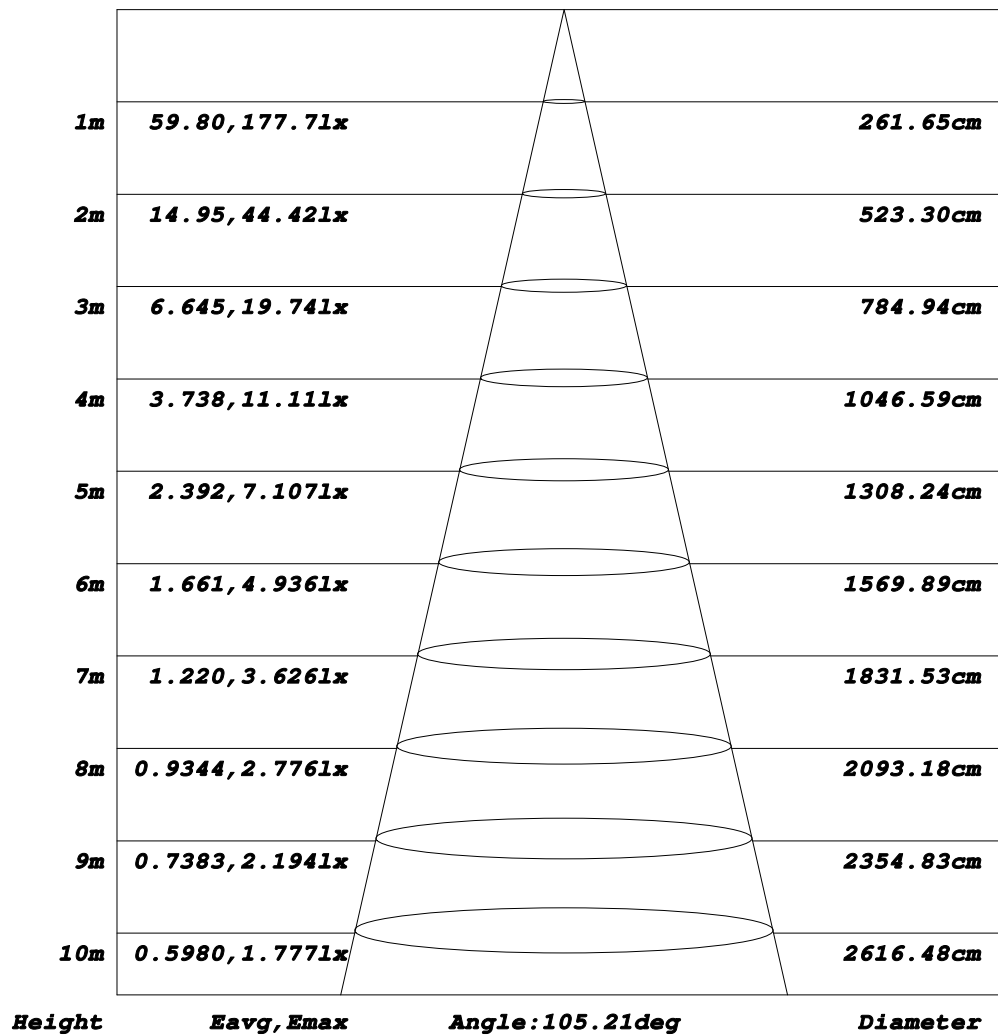 1m 59.80,177.7lx 261.65cm
2m 14.95,44.42lx 523.30cm
3m 6.645,19.74lx 784.94cm
4m 3.738,11.11lx 1046.59cm
5m 2.392,7.107lx 1308.24cm
6m 1.661,4.936lx 1569.89cm
7m 1.220,3.626lx 1831.53cm
8m 0.9344,2.776lx 2093.18cm
9m 0.7383,2.194lx 2354.83cm
10m 0.5980,1.777lx 2616.48cm
Height Eavg,Emax Angle:105.21deg Diameter